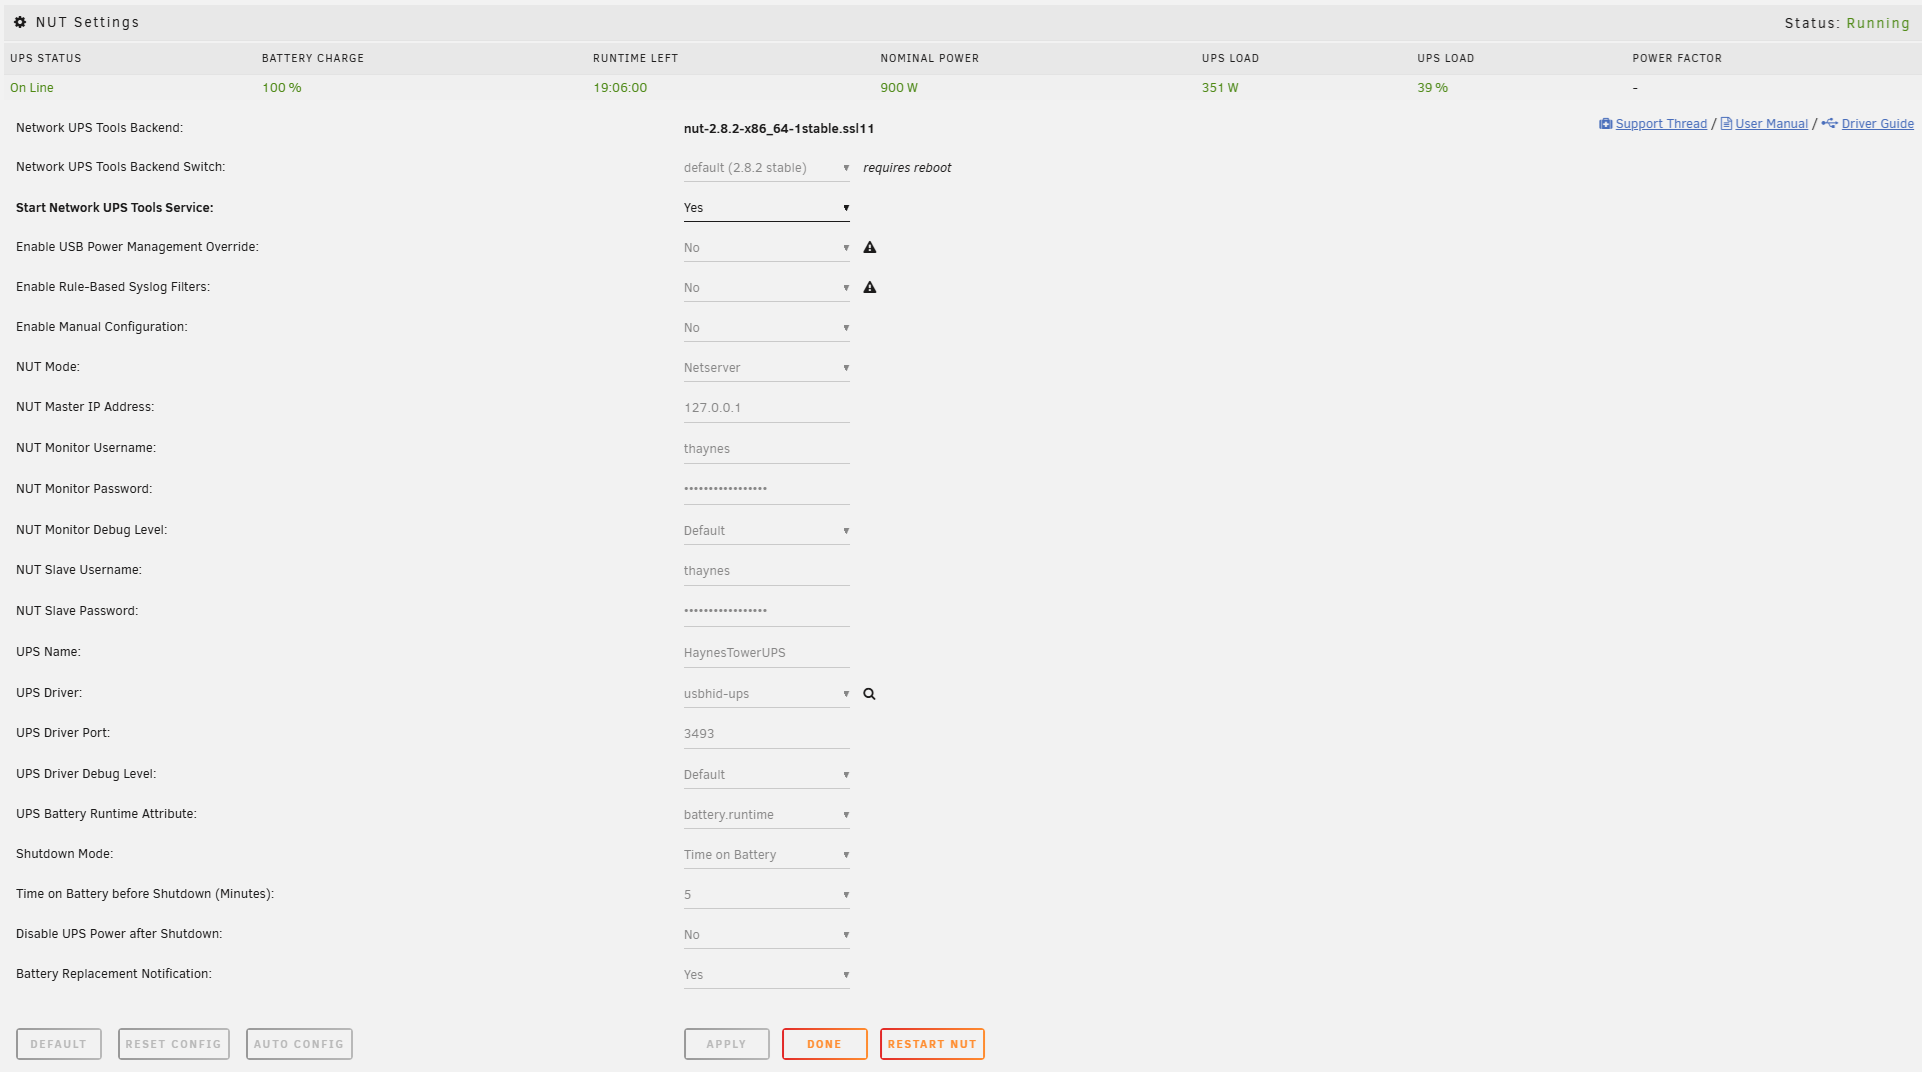 NUT Settings
Status: Running
UPS STATUS BATTERY CHARGE RUNTIME LEFT NOMINAL POWER UPS LOAD UPS LOAD POWER FACTOR
On Line 100 % 19:06:00 900 W 351 W 39 % -
Network UPS Tools Backend: nut-2.8.2-x86_64-1stable.ssl11
Support Thread / User Manual / Driver Guide
Network UPS Tools Backend Switch: default (2.8.2 stable) requires reboot
Start Network UPS Tools Service: Yes
Enable USB Power Management Override: No
Enable Rule-Based Syslog Filters: No
Enable Manual Configuration: No
NUT Mode: Netserver
NUT Master IP Address: 127.0.0.1
NUT Monitor Username: thaynes
NUT Monitor Password: •••••••••••••••••
NUT Monitor Debug Level: Default
NUT Slave Username: thaynes
NUT Slave Password: •••••••••••••••••
UPS Name: HaynesTowerUPS
UPS Driver: usbhid-ups
UPS Driver Port: 3493
UPS Driver Debug Level: Default
UPS Battery Runtime Attribute: battery.runtime
Shutdown Mode: Time on Battery
Time on Battery before Shutdown (Minutes): 5
Disable UPS Power after Shutdown: No
Battery Replacement Notification: Yes
DEFAULT RESET CONFIG AUTO CONFIG APPLY DONE RESTART NUT